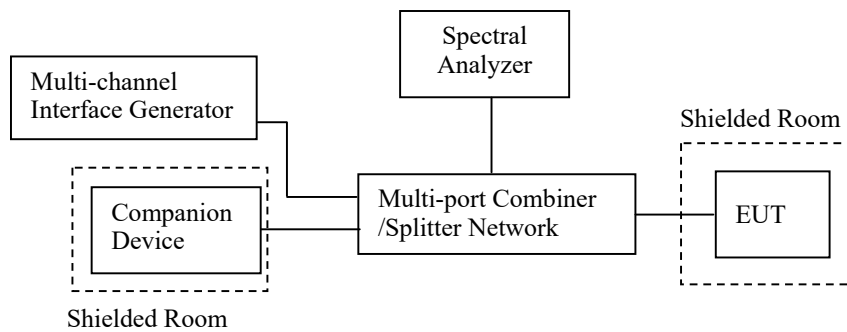 Spectral
Analyzer
Multi-channel
Interface Generator
Shielded Room
Companion
Device
Multi-port Combiner
/Splitter Network
EUT
Shielded Room